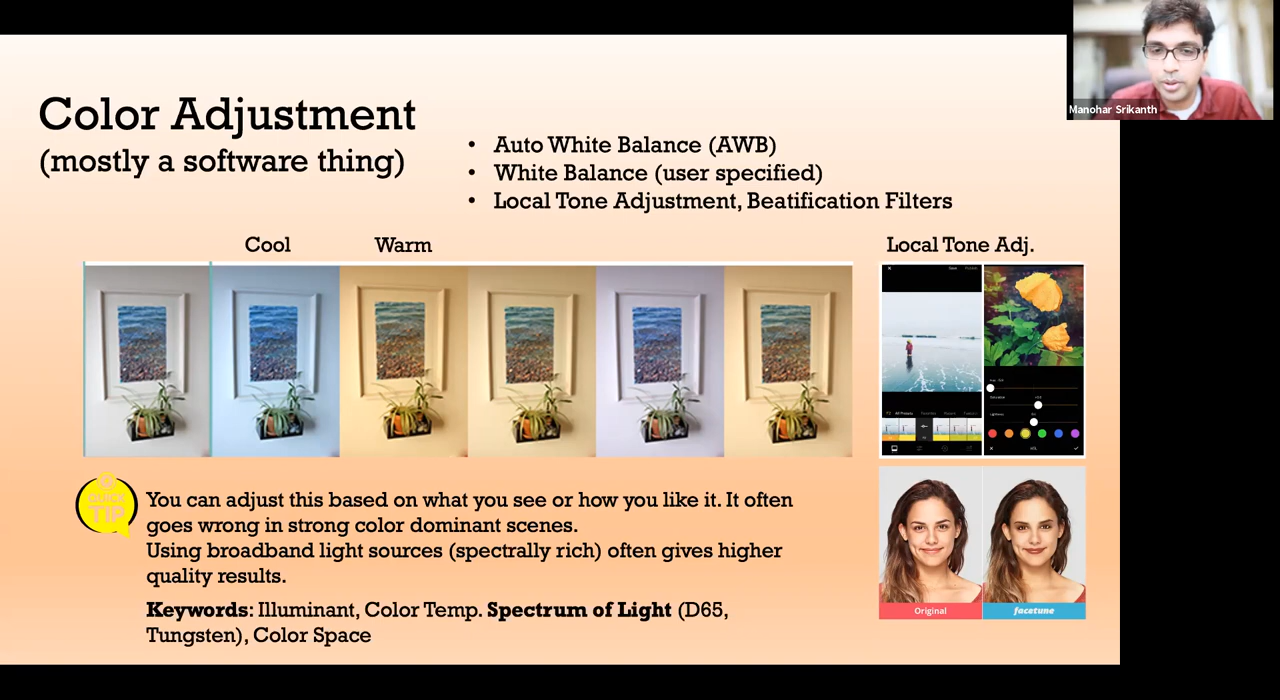 Manohar Srikanth
Color Adjustment
(mostly a software thing)
• Auto White Balance (AWB)
• White Balance (user specified)
• Local Tone Adjustment, Beatification Filters
Cool
Warm
Local Tone Adj.
QUICK
TIP
You can adjust this based on what you see or how you like it. It often
goes wrong in strong color dominant scenes.
Using broadband light sources (spectrally rich) often gives higher
quality results.
Keywords: Illuminant, Color Temp. Spectrum of Light (D65,
Tungsten), Color Space
Original
facetune